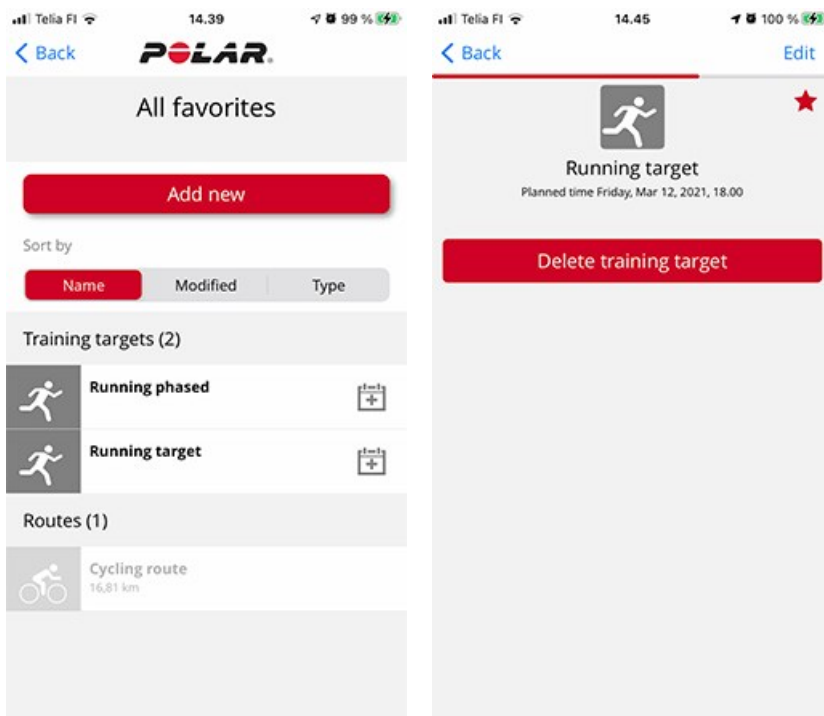 Telia FI 14.39 99 %
Back POLAR.
All favorites
Add new
Sort by
Name Modified Type
Training targets (2)
Running phased
Running target
Routes (1)
Cycling route
16,81 km
Telia FI 14.45 100 %
Back Edit
Running target
Planned time Friday, Mar 12, 2021, 18.00
Delete training target